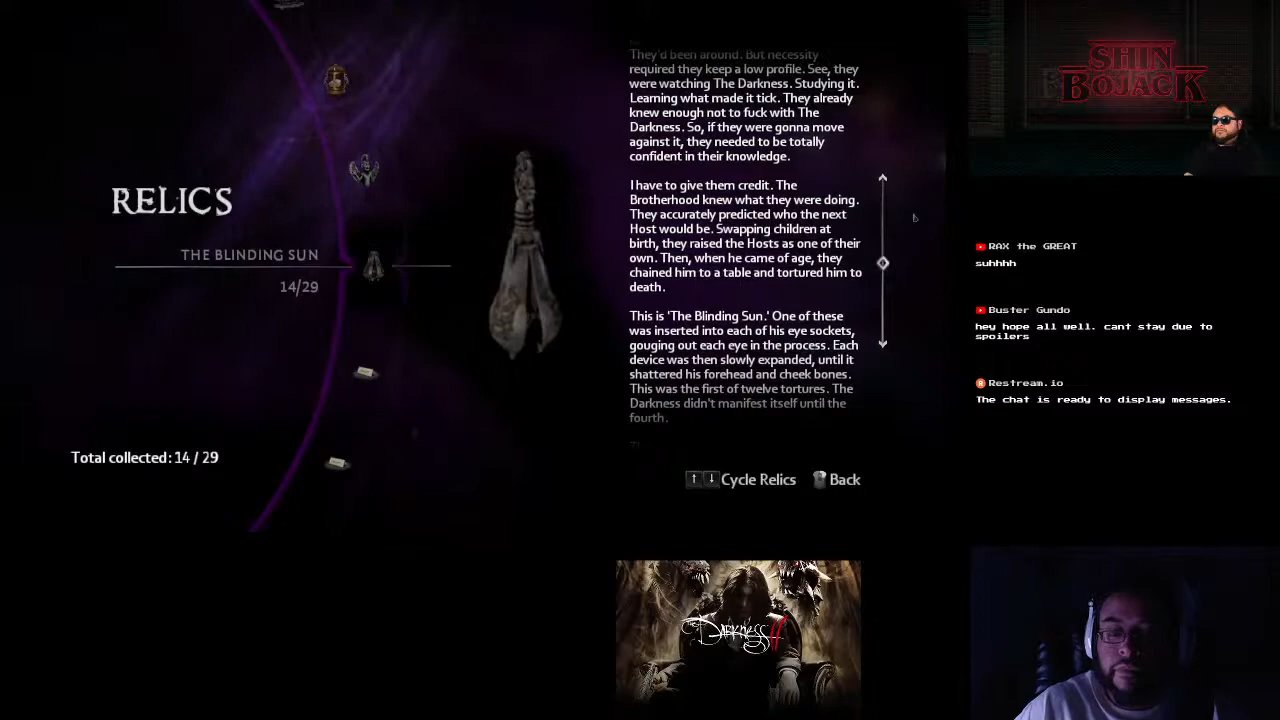 They'd been around. But necessity
required they keep a low profile. See, they
were watching The Darkness. Studying it.
Learning what made it tick. They already
knew enough not to fuck with The
Darkness. So, if they were gonna move
against it, they needed to be totally
confident in their knowledge.
I have to give them credit. The
Brotherhood knew what they were doing.
They accurately predicted who the next
Host would be. Swapping children at
birth, they raised the Hosts as one of their
own. Then, when he came of age, they
chained him to a table and tortured him to
death.
This is 'The Blinding Sun.' One of these
was inserted into each of his eye sockets,
gouging out each eye in the process. Each
device was then slowly expanded, until it
shattered his forehead and cheek bones.
This was the first of twelve tortures. The
Darkness didn't manifest itself until the
fourth.
RELICS
THE BLINDING SUN
14/29
Total collected: 14 / 29
↑ ↓ Cycle Relics Back
SHIN
BOJACK
RAX the GREAT
suhhhh
Buster Gundo
hey hope all well. cant stay due to
spoilers
Restream.io
The chat is ready to display messages.
The Darkness II